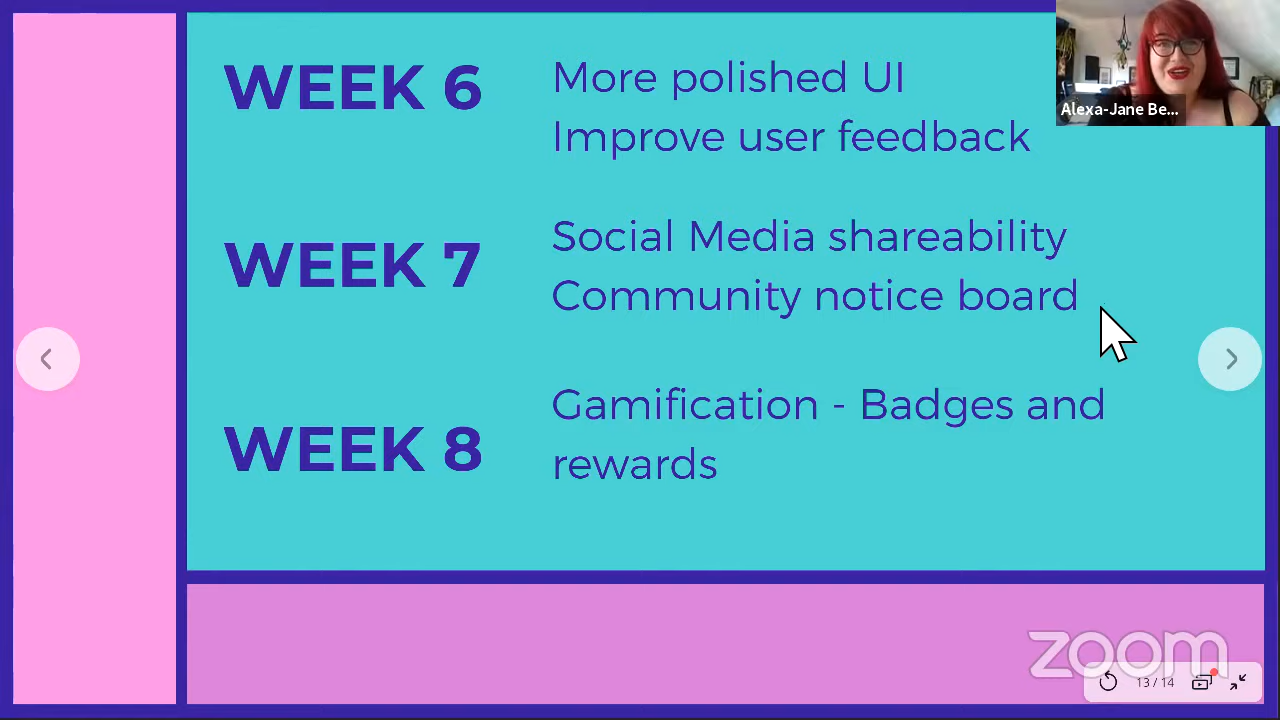 WEEK 6
More polished UI
Improve user feedback
Alexa-Jane Be...
WEEK 7
Social Media shareability
Community notice board
WEEK 8
Gamification - Badges and
rewards
zoom
13 / 14